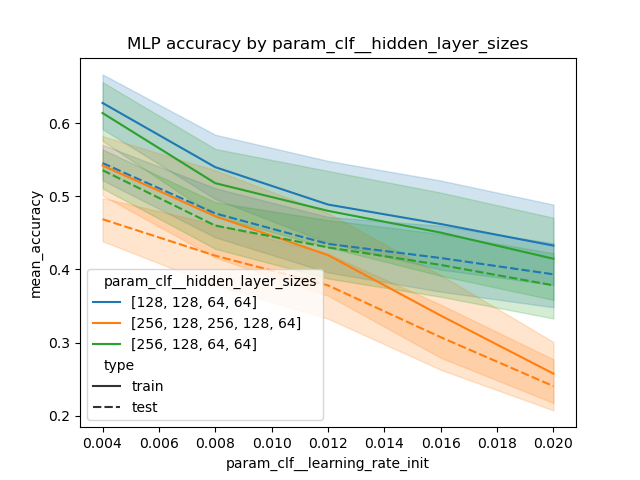 MLP accuracy by param_clf__hidden_layer_sizes
mean_accuracy
0.6
0.5
0.4
0.3
0.2
param_clf__hidden_layer_sizes
[128, 128, 64, 64]
[256, 128, 256, 128, 64]
[256, 128, 64, 64]
type
train
test
0.004 0.006 0.008 0.010 0.012 0.014 0.016 0.018 0.020
param_clf__learning_rate_init